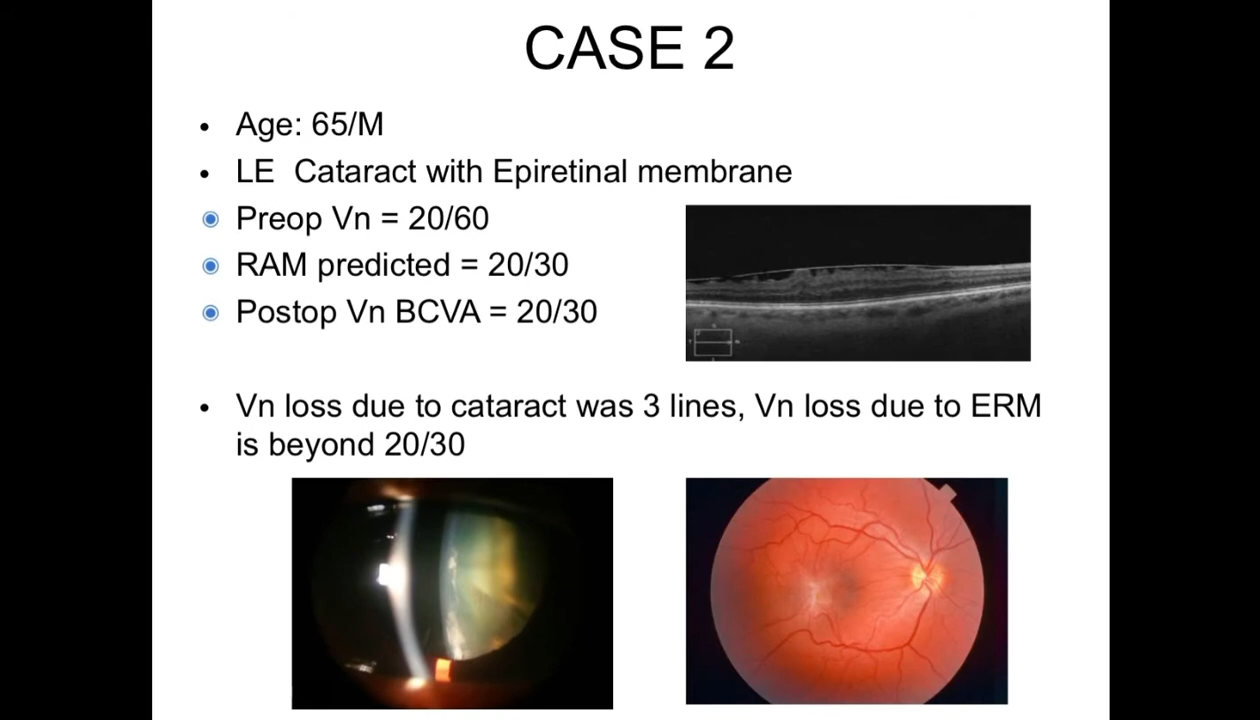 CASE 2
• Age: 65/M
• LE  Cataract with Epiretinal membrane
Preop Vn = 20/60
RAM predicted = 20/30
Postop Vn BCVA = 20/30
• Vn loss due to cataract was 3 lines, Vn loss due to ERM
is beyond 20/30